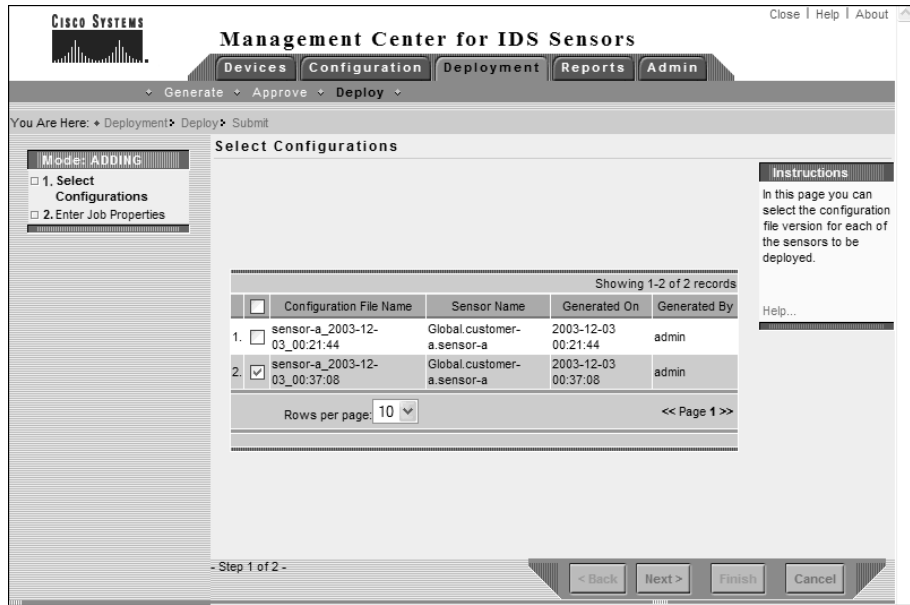 Close | Help | About
CISCO SYSTEMS
Management Center for IDS Sensors
Devices Configuration Deployment Reports Admin
Generate Approve Deploy
You Are Here: Deployment Deploy Submit
Select Configurations
Mode: ADDING
1. Select
Configurations
2. Enter Job Properties
Instructions
In this page you can
select the configuration
file version for each of
the sensors to be
deployed.
Help...
Showing 1-2 of 2 records
Configuration File Name Sensor Name Generated On Generated By
1. sensor-a_2003-12-03_00:21:44 Global.customer-a.sensor-a 2003-12-03 00:21:44 admin
2. sensor-a_2003-12-03_00:37:08 Global.customer-a.sensor-a 2003-12-03 00:37:08 admin
Rows per page: 10 << Page 1 >>
- Step 1 of 2 -
< Back Next > Finish Cancel